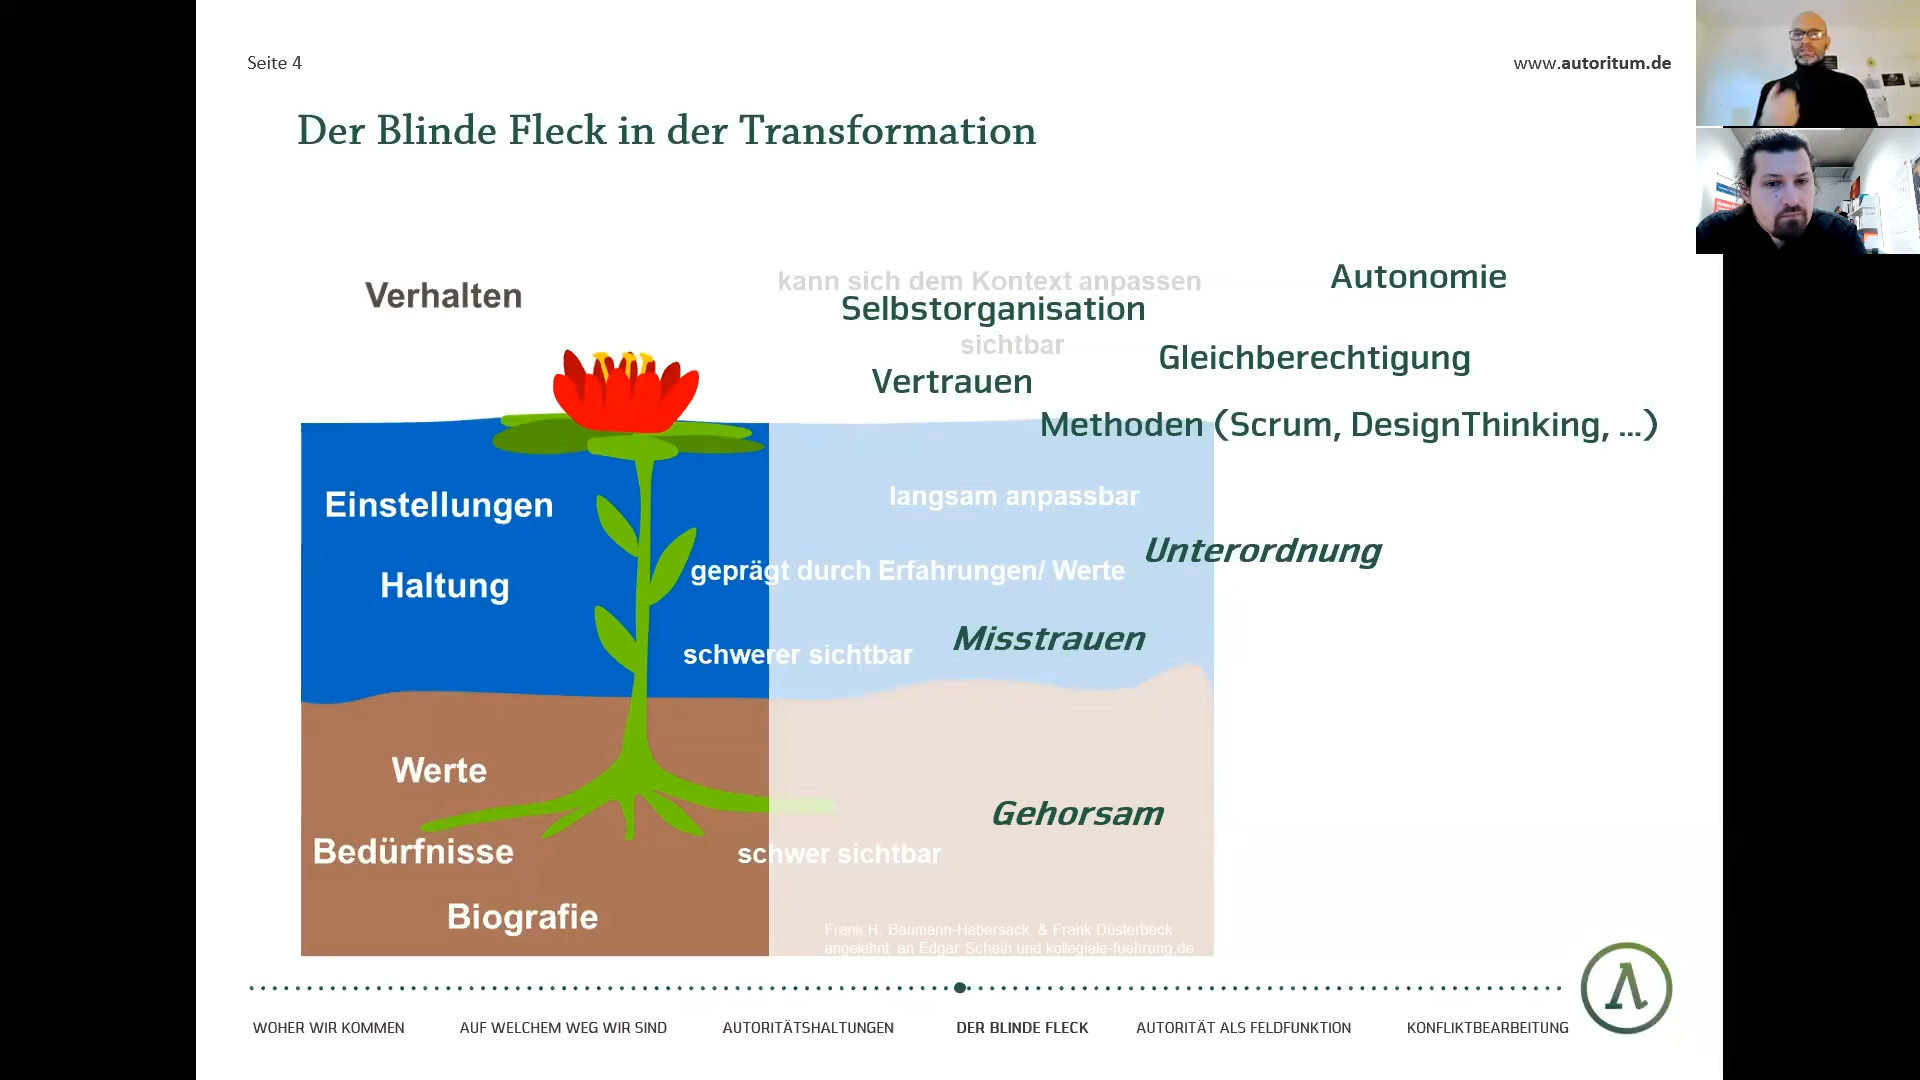 Seite 4
www.autoritum.de
Der Blinde Fleck in der Transformation
Verhalten
kann sich dem Kontext anpassen
Autonomie
Selbstorganisation
sichtbar
Gleichberechtigung
Vertrauen
Methoden (Scrum, DesignThinking, ...)
Einstellungen
langsam anpassbar
Unterordnung
Haltung
geprägt durch Erfahrungen/ Werte
Misstrauen
schwerer sichtbar
Werte
Gehorsam
Bedürfnisse
schwer sichtbar
Biografie
Frank H. Baumann-Habersack & Frank Düsterbeck
angelehnt an Edgar Schein und kollegiale-fuehrung.de
WOHER WIR KOMMEN
AUF WELCHEM WEG WIR SIND
AUTORITÄTSHALTUNGEN
DER BLINDE FLECK
AUTORITÄT ALS FELDFUNKTION
KONFLIKTBEARBEITUNG